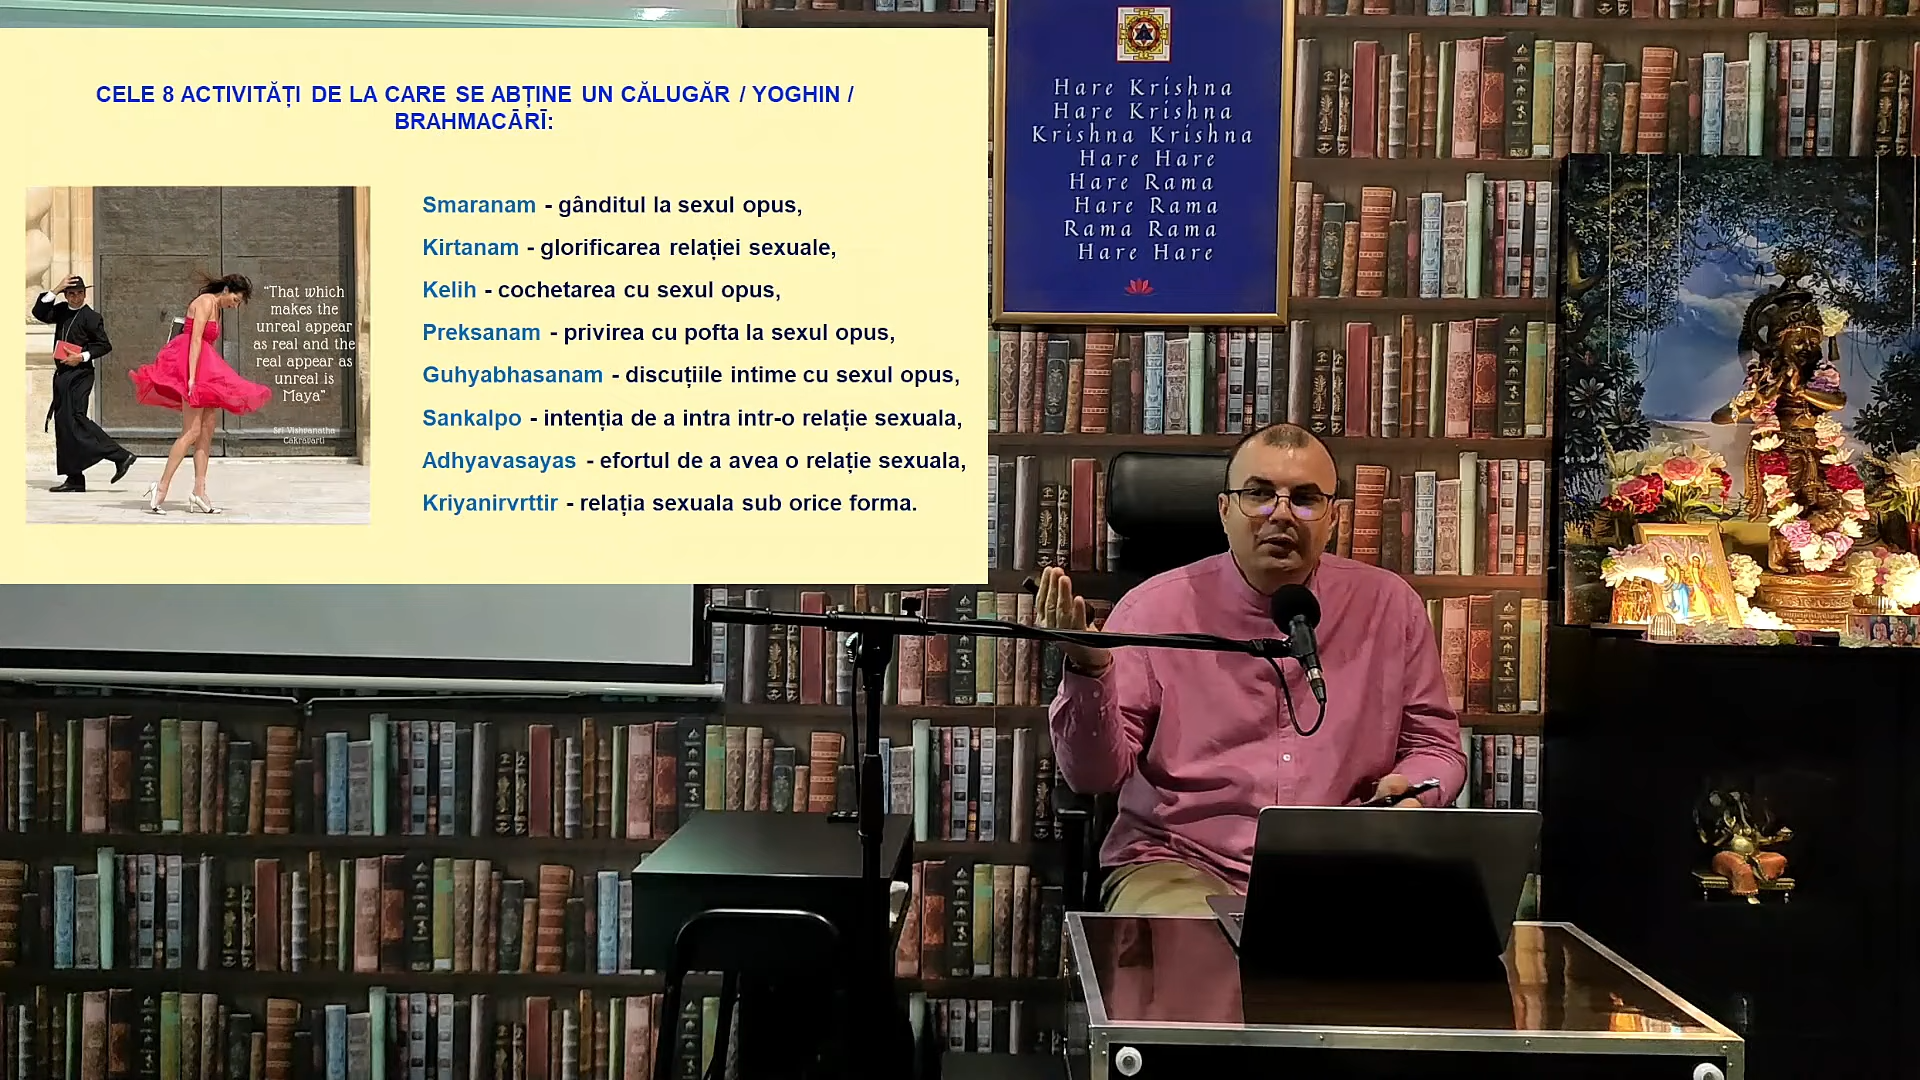 CELE 8 ACTIVITĂȚI DE LA CARE SE ABȚINE UN CĂLUGĂR / YOGHIN /
BRAHMACĀRĪ:
Smaranam - gânditul la sexul opus,
Kirtanam - glorificarea relației sexuale,
Kelih - cochetarea cu sexul opus,
Preksanam - privirea cu pofta la sexul opus,
Guhyabhasanam - discuțiile intime cu sexul opus,
Sankalpo - intenția de a intra intr-o relație sexuala,
Adhyavasayas - efortul de a avea o relație sexuala,
Kriyanirvrttir - relația sexuala sub orice forma.
"That which
makes the
unreal appear
as real and the
real appear as
unreal is
Maya"
Sri Vishvanatha
Cakravarti
Hare Krishna
Hare Krishna
Krishna Krishna
Hare Hare
Hare Rama
Hare Rama
Rama Rama
Hare Hare